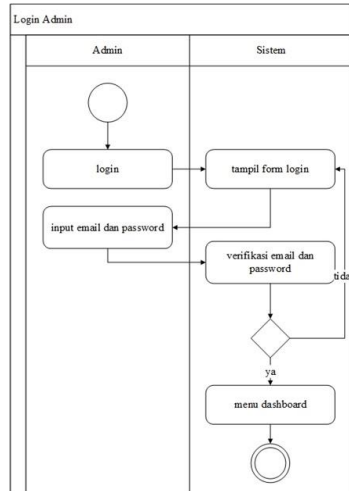 Login Admin
Admin
Sistem
login
tampil form login
input email dan password
verifikasi email dan
password
tida
ya
menu dashboard